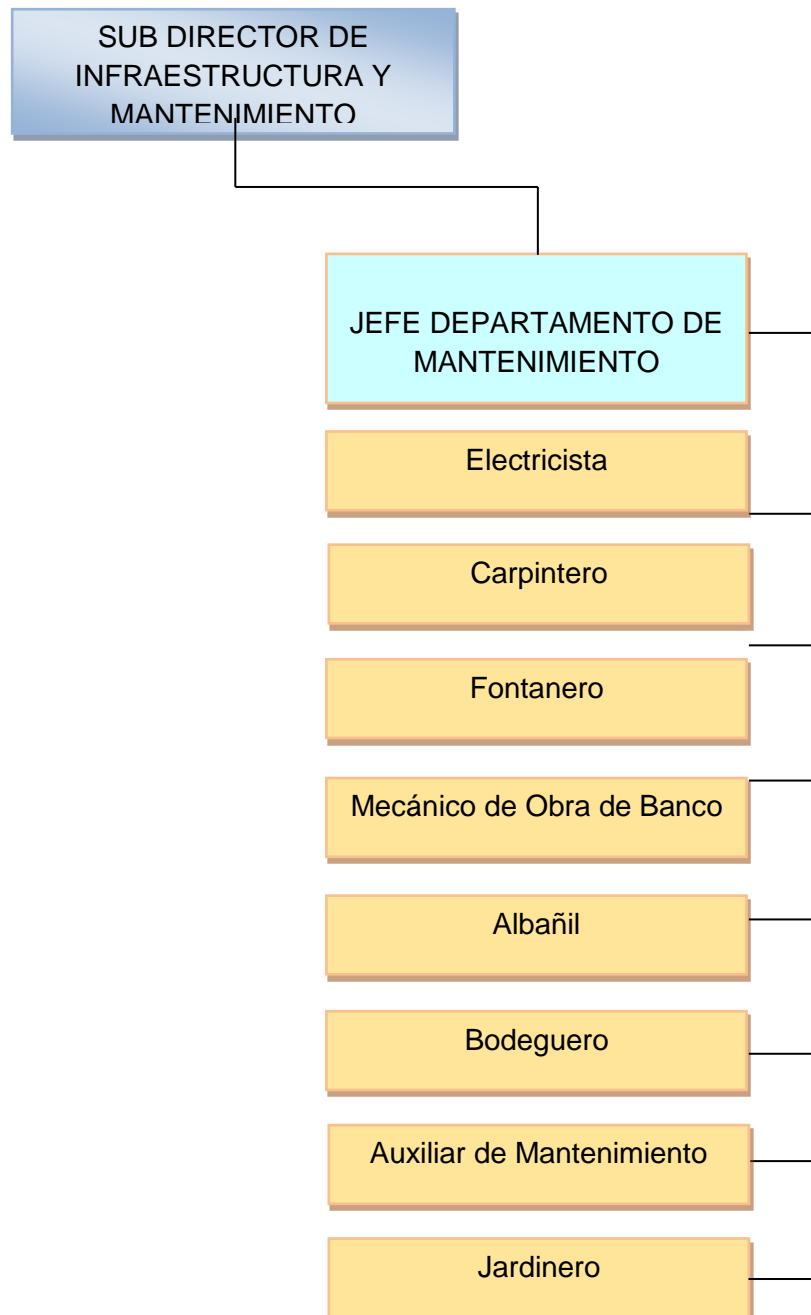 SUB DIRECTOR DE
INFRAESTRUCTURA Y
MANTENIMIENTO
JEFE DEPARTAMENTO DE
MANTENIMIENTO
Electricista
Carpintero
Fontanero
Mecánico de Obra de Banco
Albañil
Bodeguero
Auxiliar de Mantenimiento
Jardinero